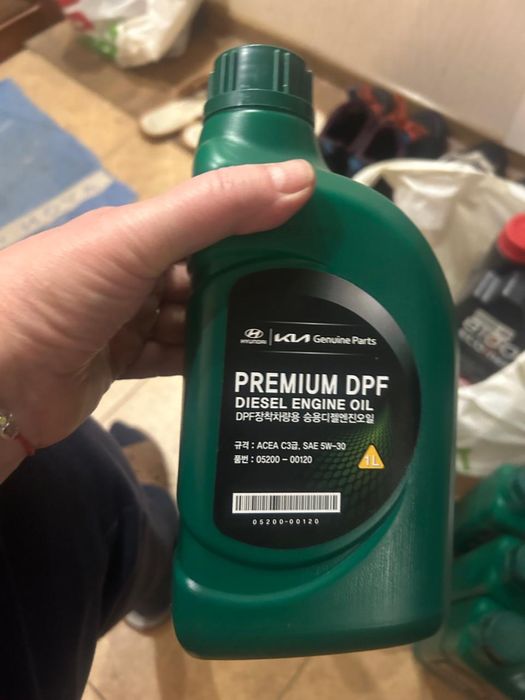 HYUNDAI KIA Genuine Parts
PREMIUM DPF
DIESEL ENGINE OIL
DPF장착차량용 승용디젤엔진오일
규격 : ACEA C3급, SAE 5W-30
품번 : 05200 - 00120
1L
05200-00120